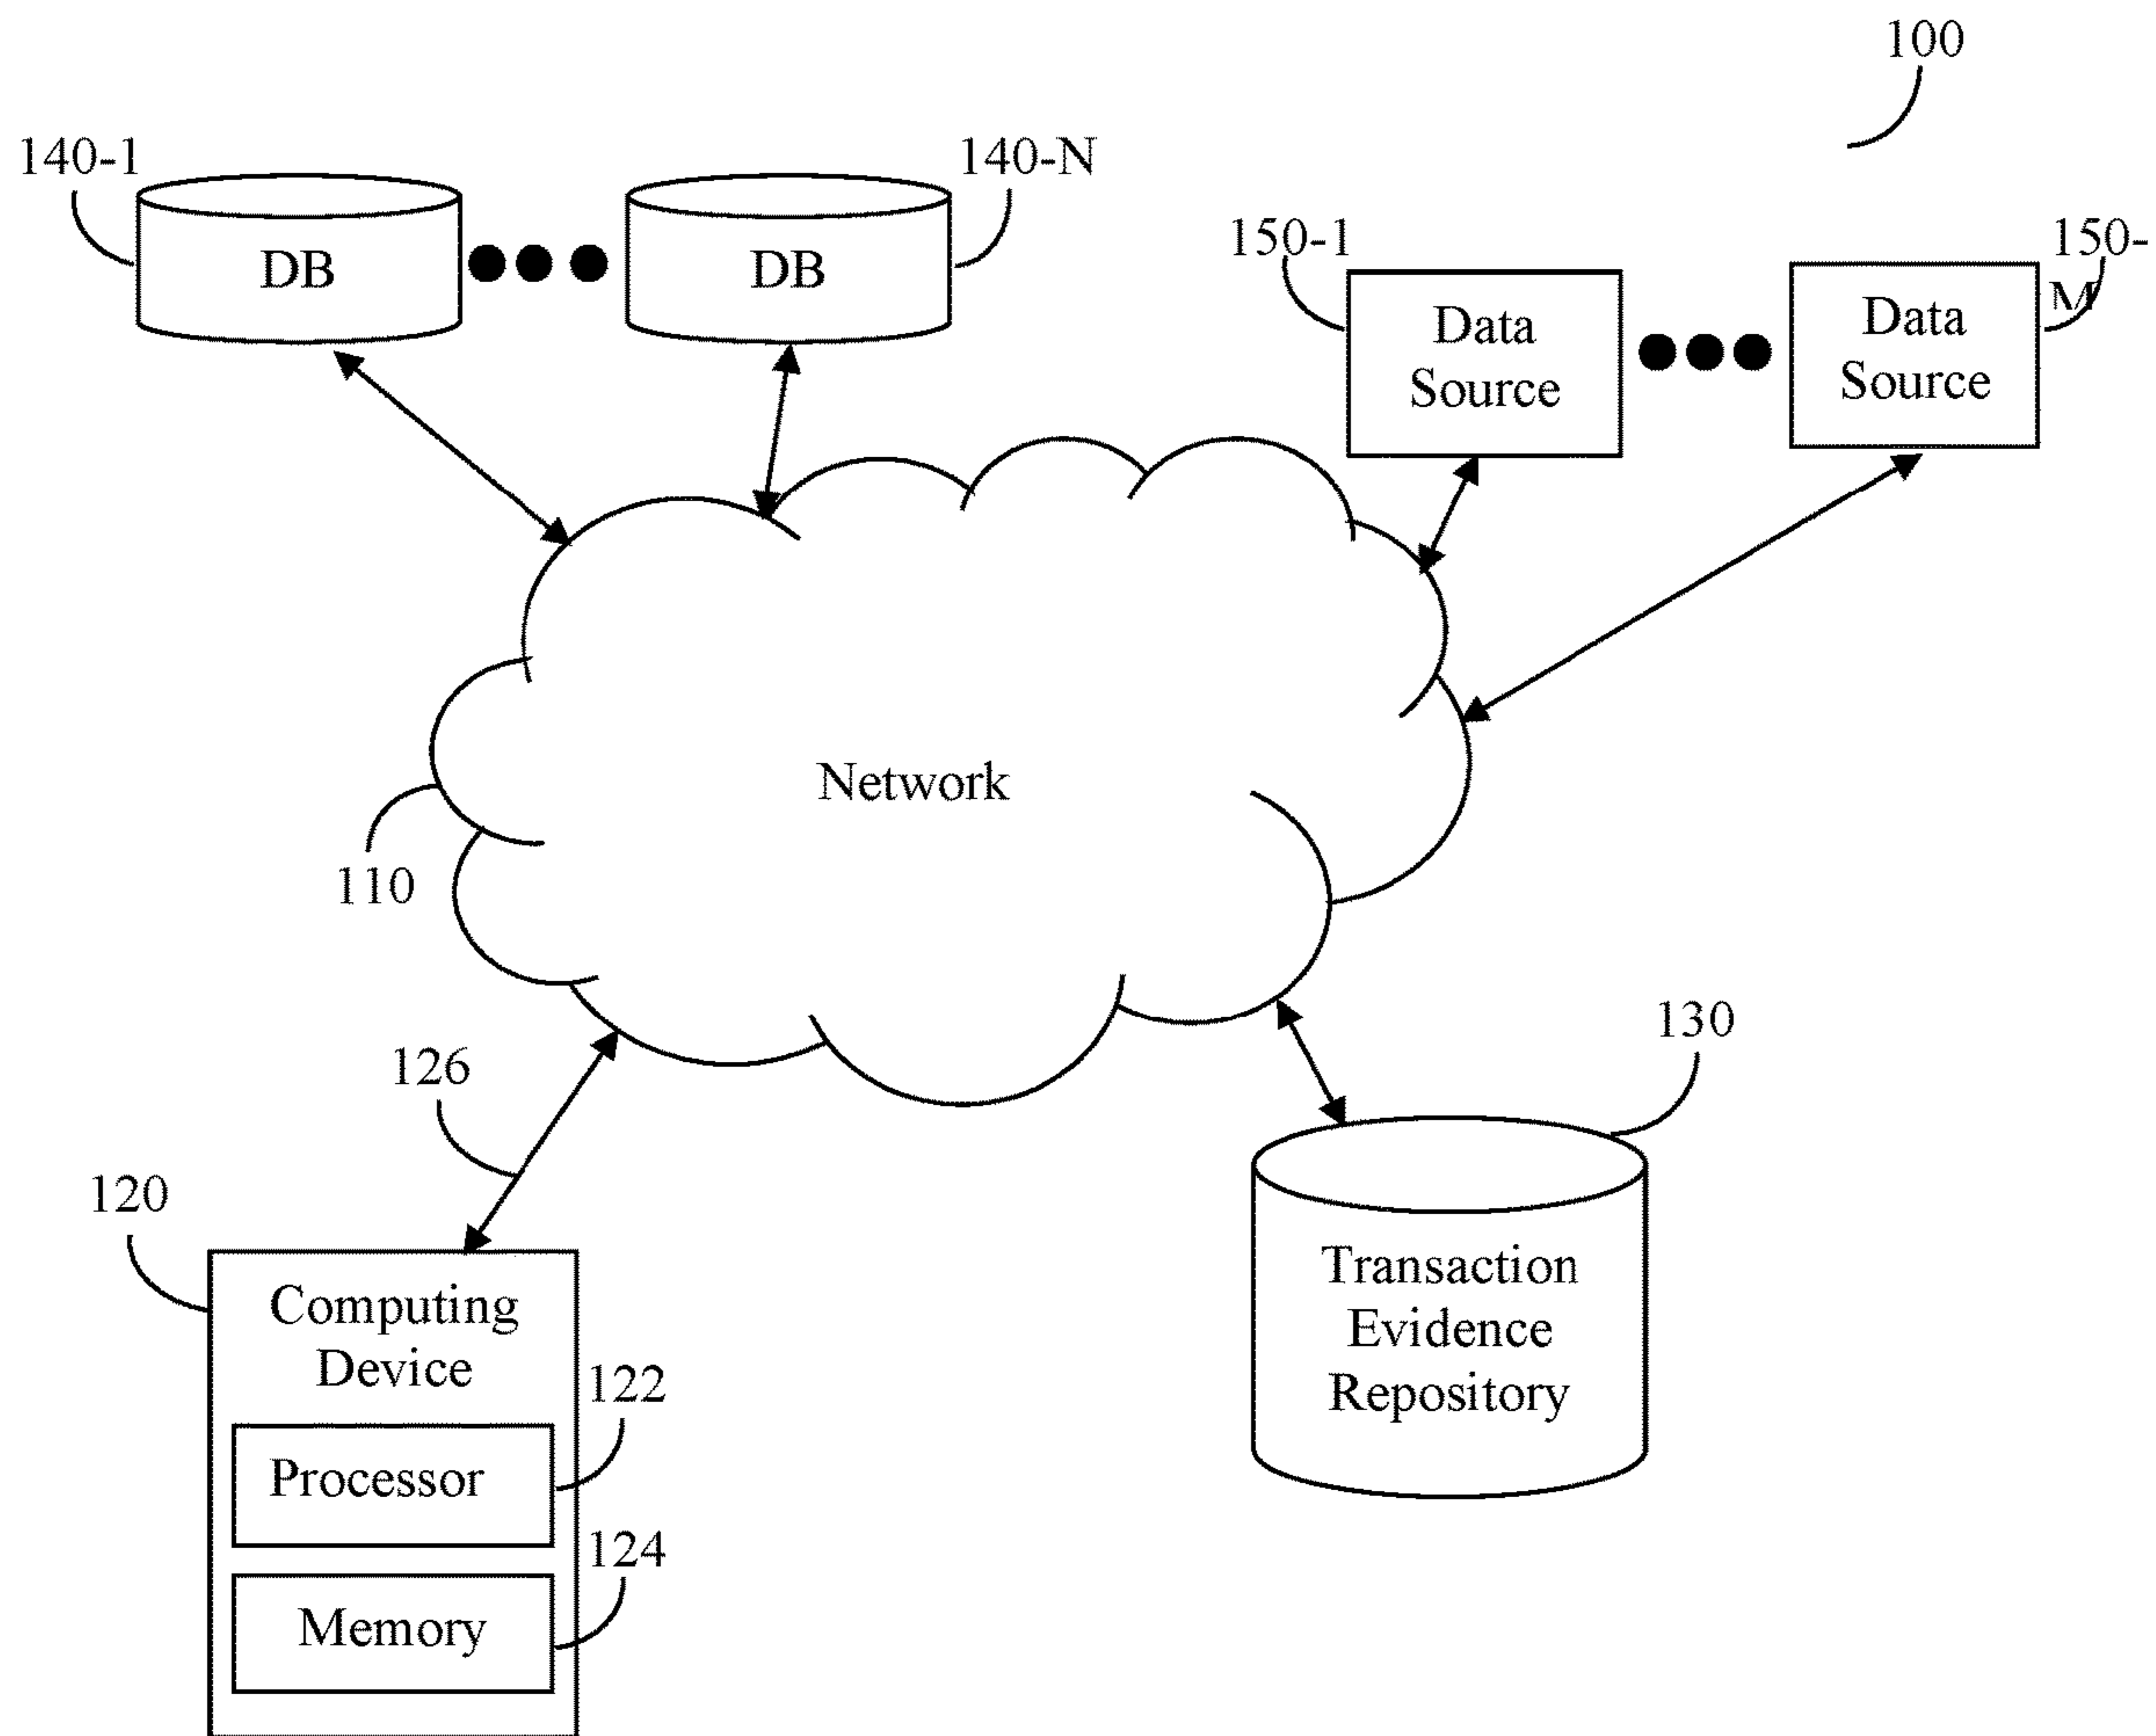 100
140-1
140-N
DB
DB
150-1
150-
M
Data
Source
Data
Source
Network
110
126
130
120
Computing
Device
Transaction
Evidence
Repository
122
Processor
124
Memory